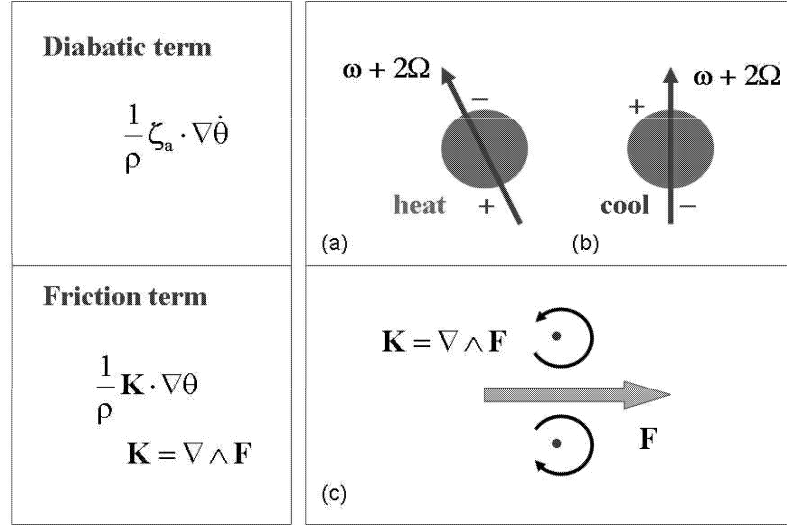 Diabatic term
1/ρ ζₐ · ∇θ̇
Friction term
1/ρ K · ∇θ
K = ∇ ∧ F
ω + 2Ω
−
heat +
(a)
ω + 2Ω
+
cool −
(b)
K = ∇ ∧ F
F
(c)